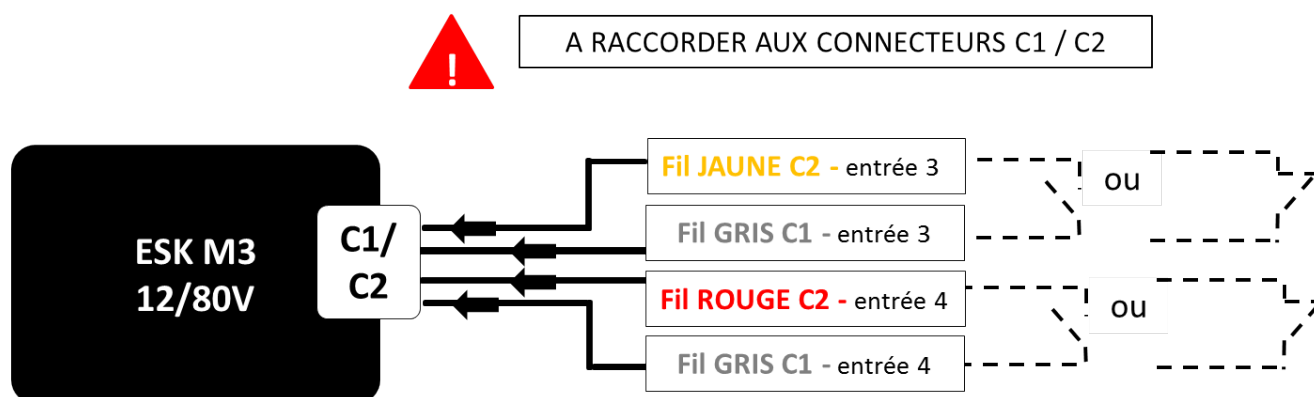 !
A RACCORDER AUX CONNECTEURS C1 / C2
ESK M3
12/80V
C1/
C2
Fil JAUNE C2 - entrée 3
Fil GRIS C1 - entrée 3
Fil ROUGE C2 - entrée 4
Fil GRIS C1 - entrée 4
ou
ou